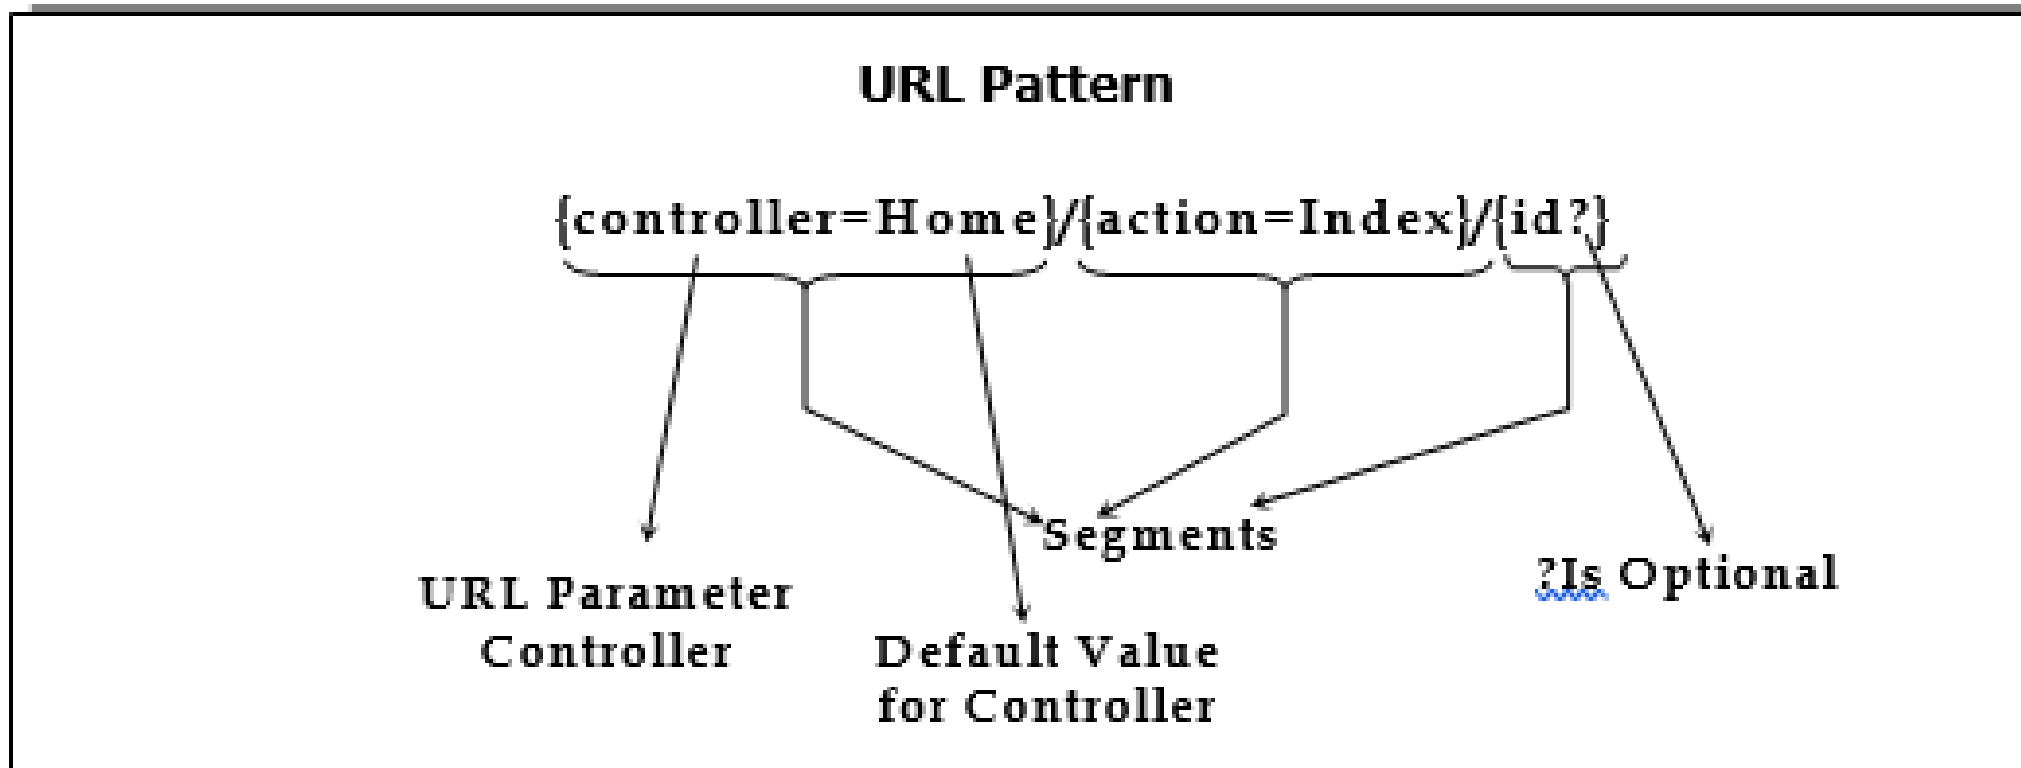 URL Pattern
{controller=Home}/{action=Index}/{id?}
Segments
?Is Optional
URL Parameter
Controller
Default Value
for Controller